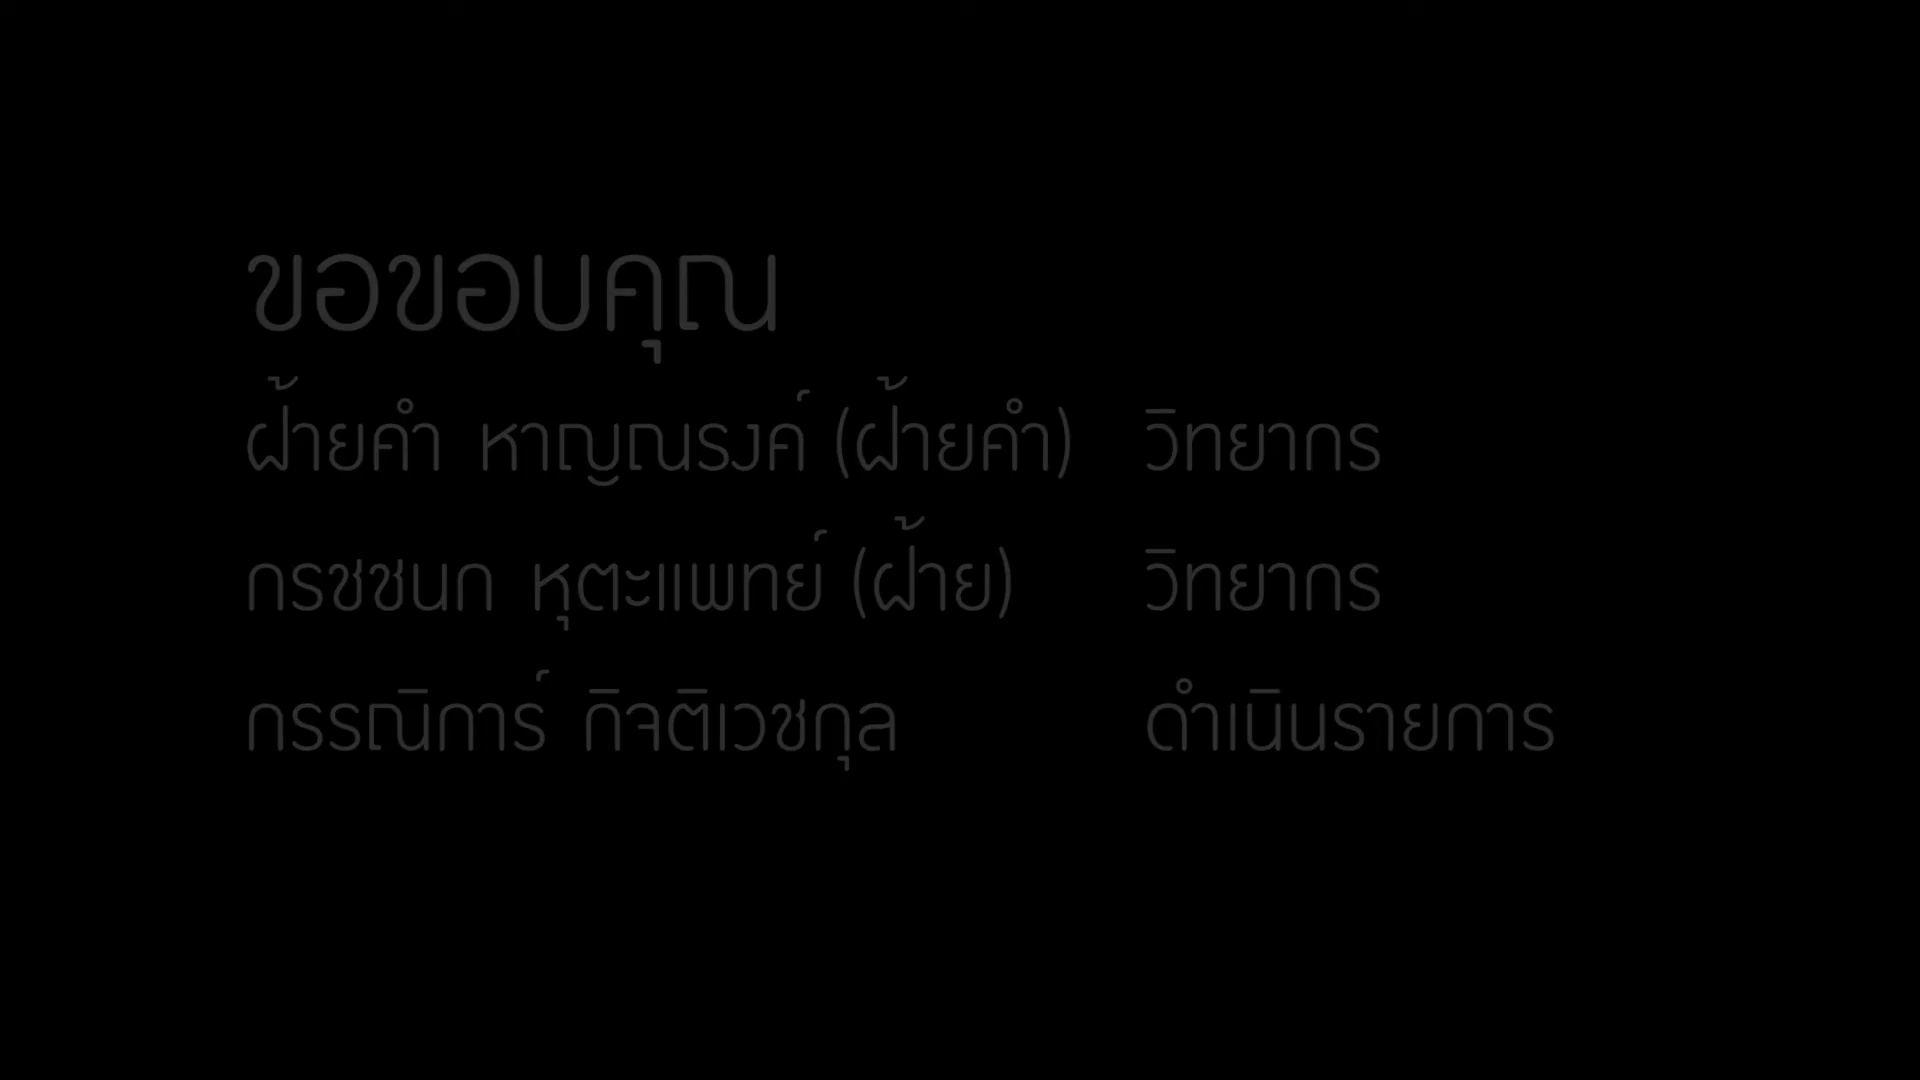 ขอขอบคุณ
ฝ้ายคำ หาญณรงค์ (ฝ้ายคำ) วิทยากร
กรชชนก หุตะแพทย์ (ฝ้าย) วิทยากร
กรรณิการ์ กิจติเวชกุล ดำเนินรายการ